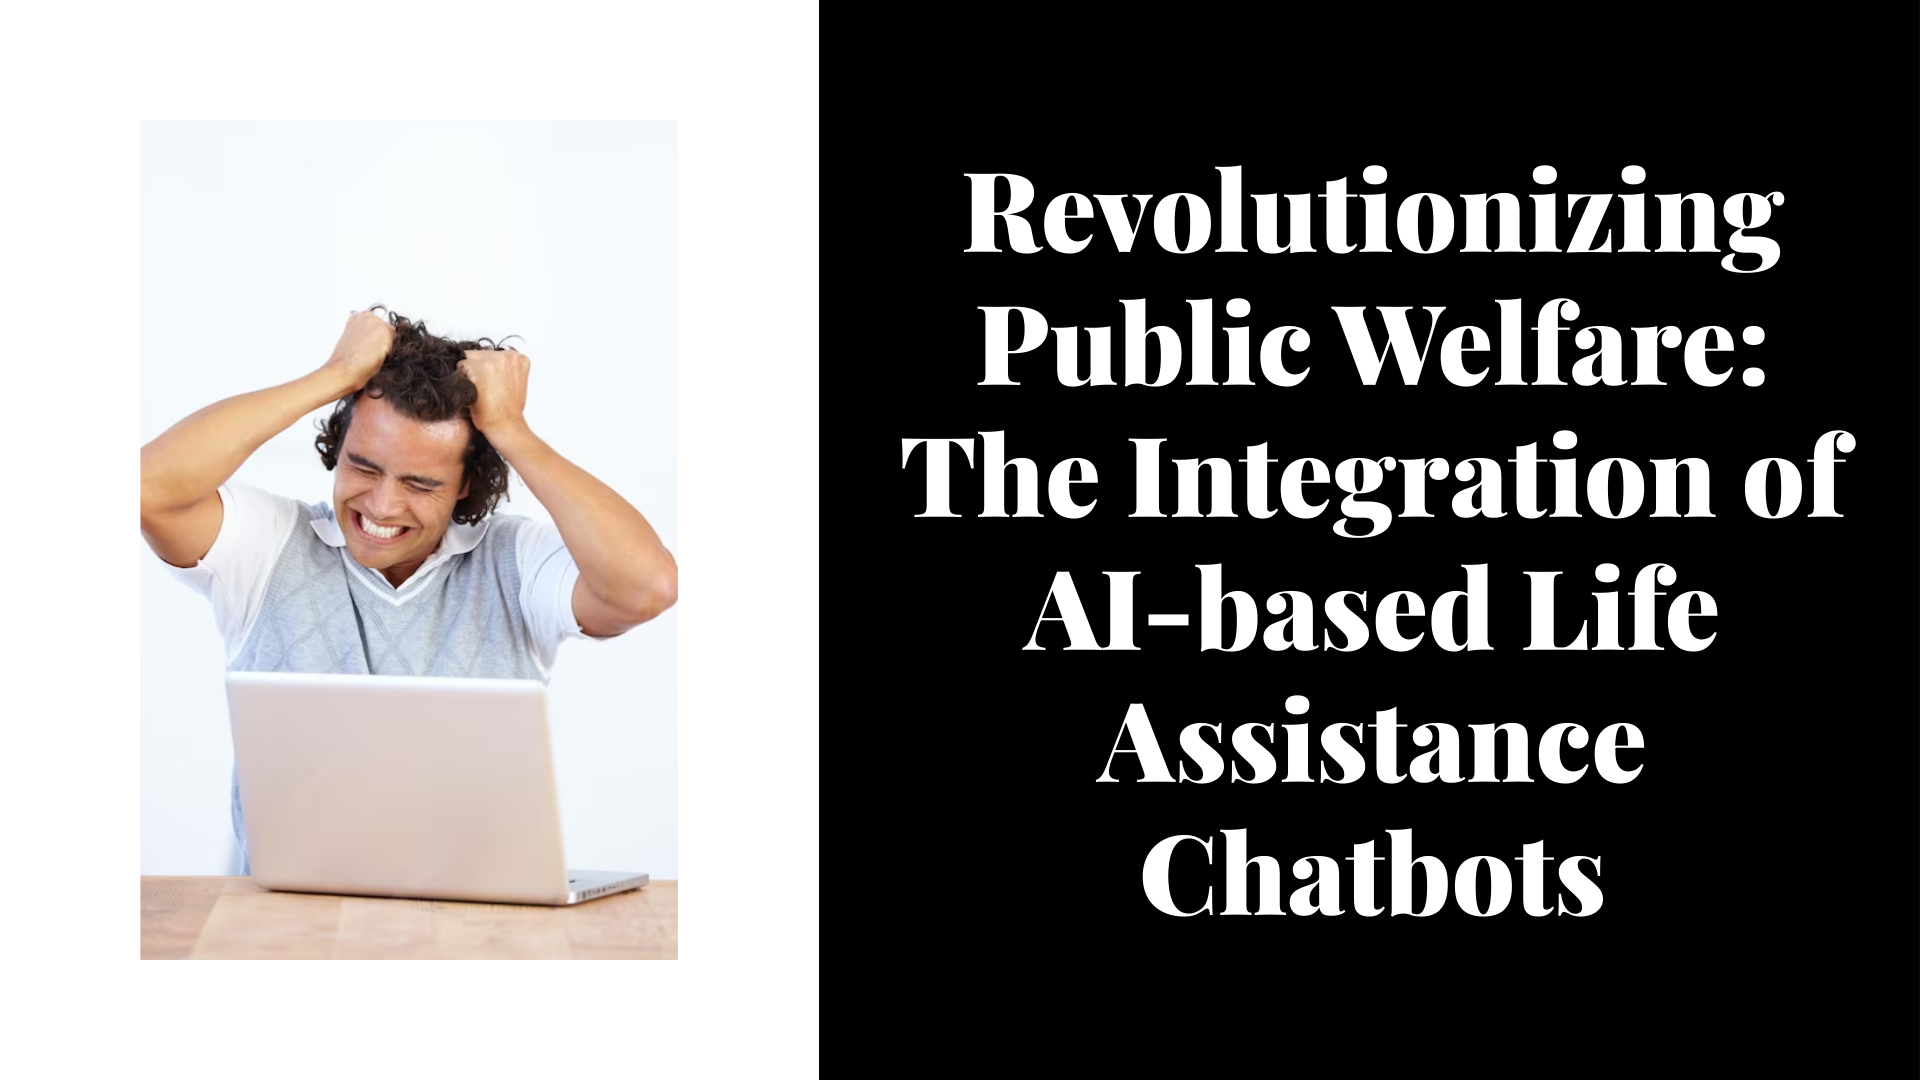 Revolutionizing
Public Welfare:
The Integration of
AI-based Life
Assistance
Chatbots